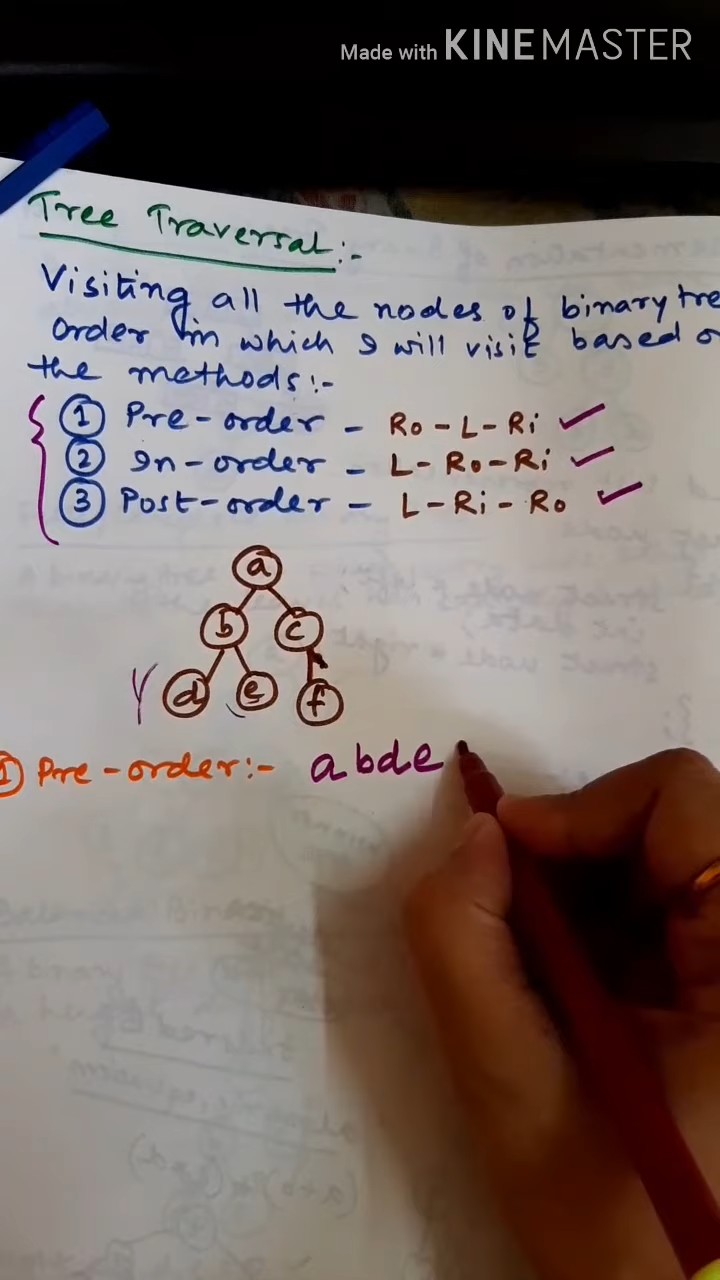 Made with KINEMASTER
Tree Traversal:-
Visiting all the nodes of binary tre
order in which I will visit based o
the methods:-
① Pre-order - Ro-L-Ri
② In-order - L-Ro-Ri
③ Post-order - L-Ri-Ro
a
b c
d e f
① Pre-order:- abde